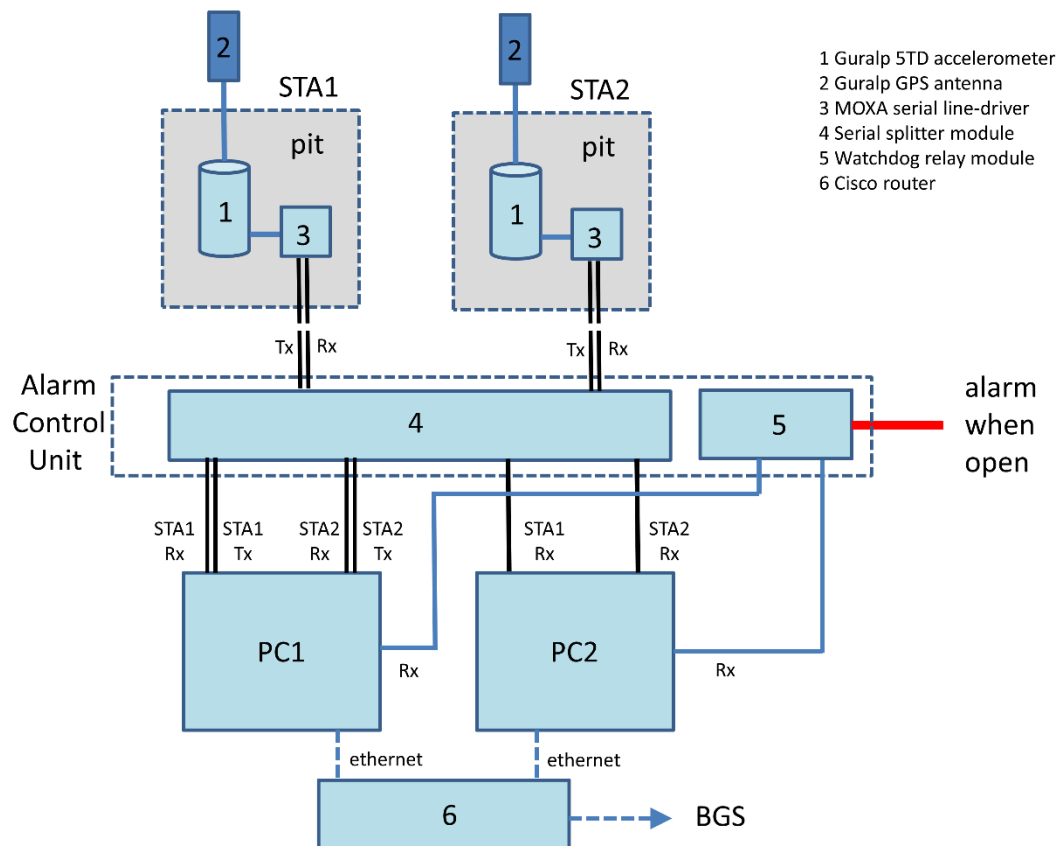 2
2
STA1
STA2
1 Guralp 5TD accelerometer
2 Guralp GPS antenna
3 MOXA serial line-driver
4 Serial splitter module
5 Watchdog relay module
6 Cisco router
pit
pit
1
3
1
3
Tx
Rx
Tx
Rx
Alarm
Control
Unit
4
5
alarm
when
open
STA1
Rx
STA1
Tx
STA2
Rx
STA2
Tx
STA1
Rx
STA2
Rx
PC1
Rx
PC2
Rx
ethernet
ethernet
6
BGS